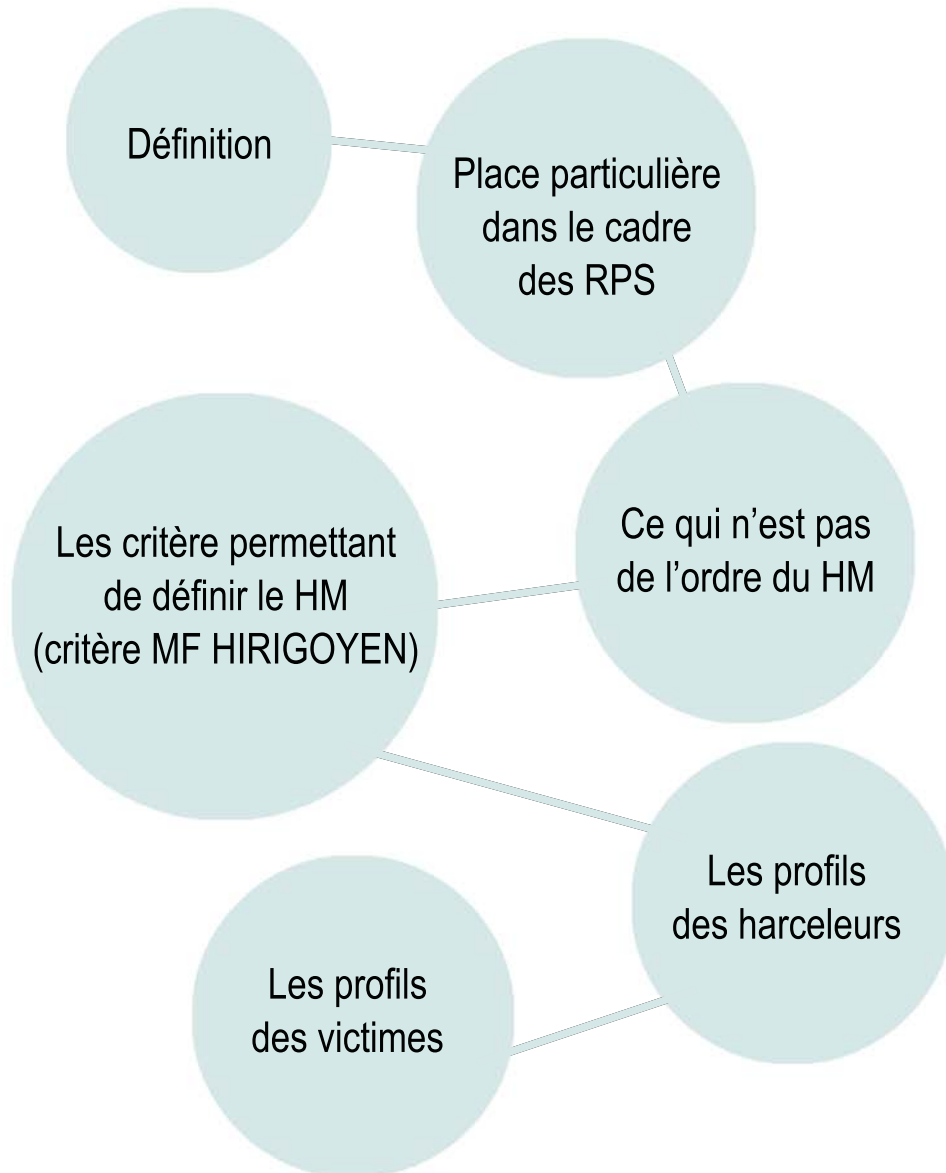 Définition
Place particulière
dans le cadre
des RPS
Ce qui n’est pas
de l’ordre du HM
Les critère permettant
de définir le HM
(critère MF HIRIGOYEN)
Les profils
des harceleurs
Les profils
des victimes